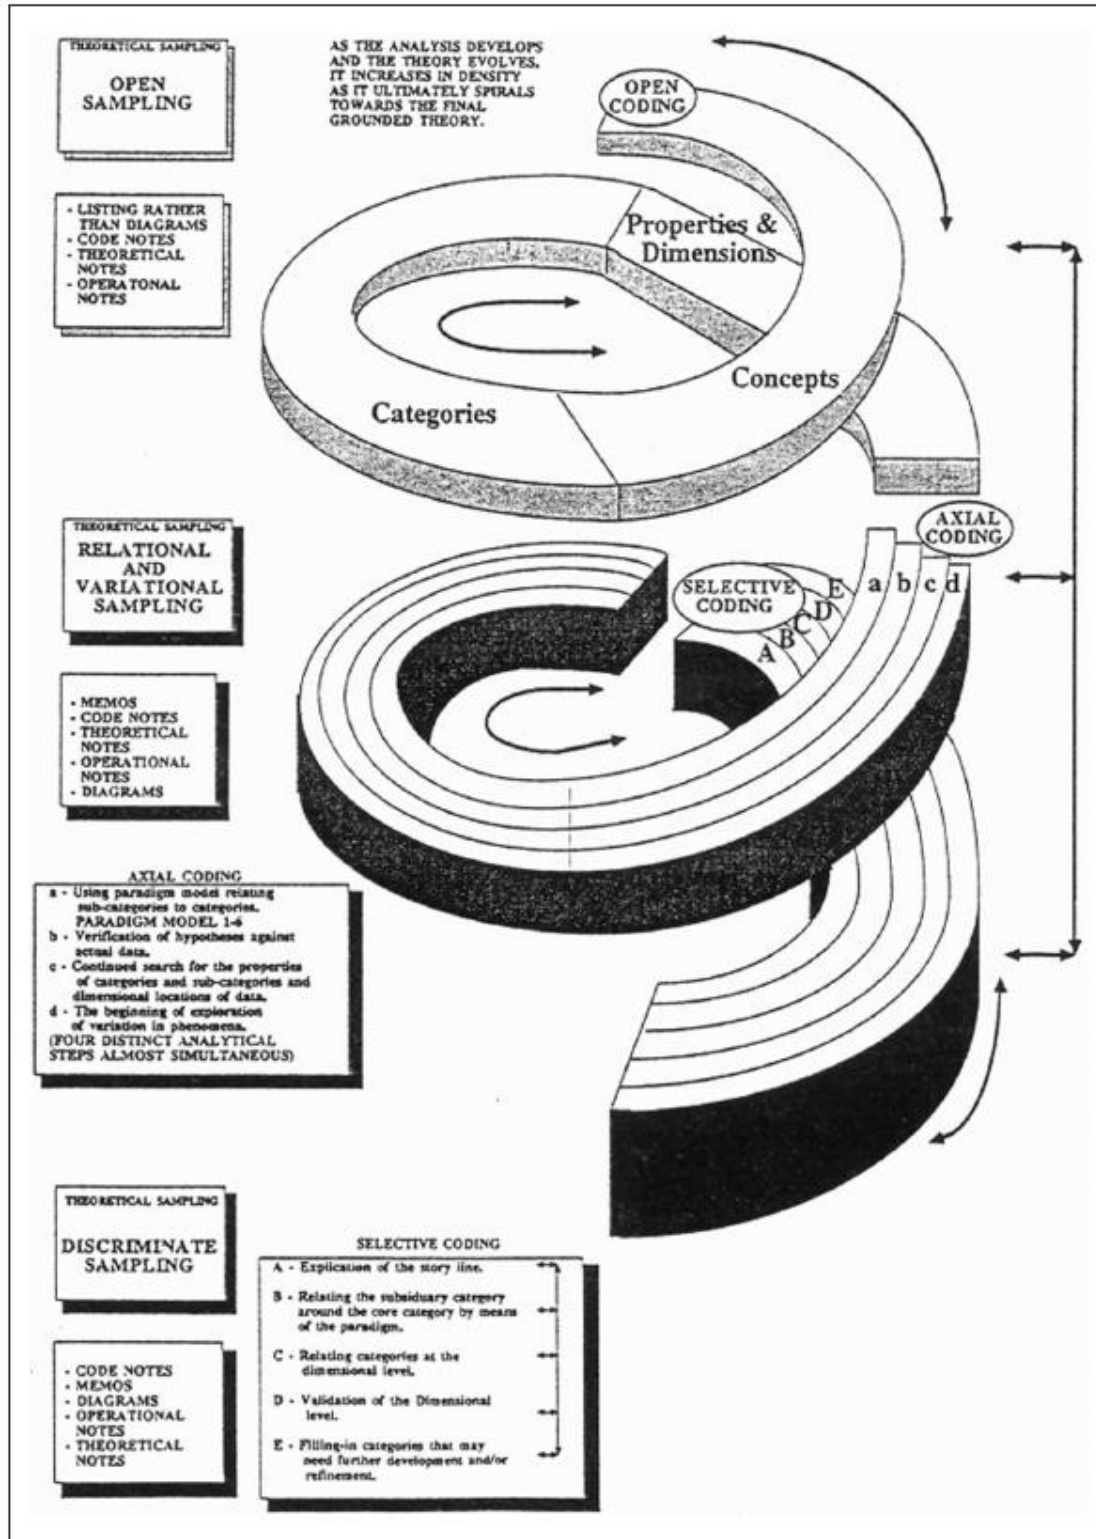 THEORETICAL SAMPLING
OPEN
SAMPLING
AS THE ANALYSIS DEVELOPS
AND THE THEORY EVOLVES,
IT INCREASES IN DENSITY
AS IT ULTIMATELY SPIRALS
TOWARDS THE FINAL
GROUNDED THEORY.
OPEN
CODING
- LISTING RATHER
THAN DIAGRAMS
- CODE NOTES
- THEORETICAL
NOTES
- OPERATONAL
NOTES
Properties &
Dimensions
Concepts
Categories
THEORETICAL SAMPLING
RELATIONAL
AND
VARIATIONAL
SAMPLING
AXIAL
CODING
SELECTIVE
CODING
A B C D E
a b c d
- MEMOS
- CODE NOTES
- THEORETICAL
NOTES
- OPERATIONAL
NOTES
- DIAGRAMS
AXIAL CODING
a - Using paradigm model relating
sub-categories to categories.
PARADIGM MODEL 1-6
b - Verification of hypotheses against
actual data.
c - Continued search for the properties
of categories and sub-categories and
dimensional locations of data.
d - The beginning of exploration
of variation in phenomena.
(FOUR DISTINCT ANALYTICAL
STEPS ALMOST SIMULTANEOUS)
THEORETICAL SAMPLING
DISCRIMINATE
SAMPLING
- CODE NOTES
- MEMOS
- DIAGRAMS
- OPERATIONAL
NOTES
- THEORETICAL
NOTES
SELECTIVE CODING
A - Explication of the story line.
B - Relating the subsiduary category
around the core category by means
of the paradigm.
C - Relating categories at the
dimensional level.
D - Validation of the Dimensional
level.
E - Filling-in categories that may
need further development and/or
refinement.